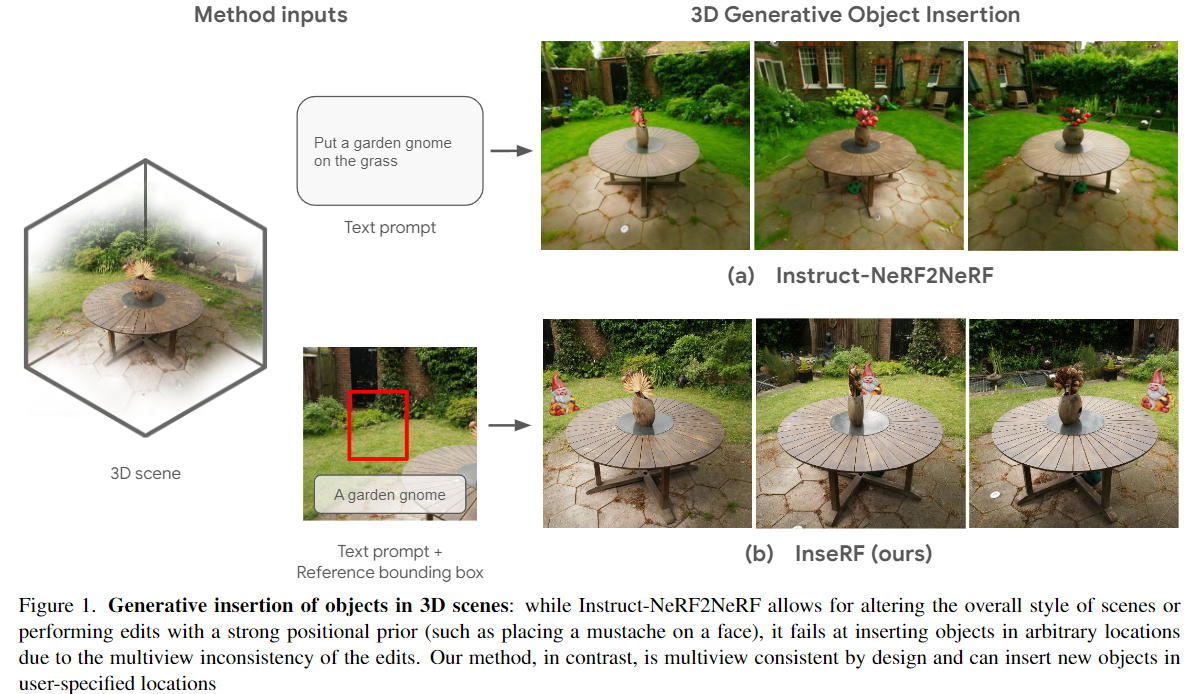 Method inputs
3D Generative Object Insertion
Put a garden gnome
on the grass
Text prompt
(a) Instruct-NeRF2NeRF
3D scene
A garden gnome
Text prompt +
Reference bounding box
(b) InseRF (ours)
Figure 1. Generative insertion of objects in 3D scenes: while Instruct-NeRF2NeRF allows for altering the overall style of scenes or
performing edits with a strong positional prior (such as placing a mustache on a face), it fails at inserting objects in arbitrary locations
due to the multiview inconsistency of the edits. Our method, in contrast, is multiview consistent by design and can insert new objects in
user-specified locations